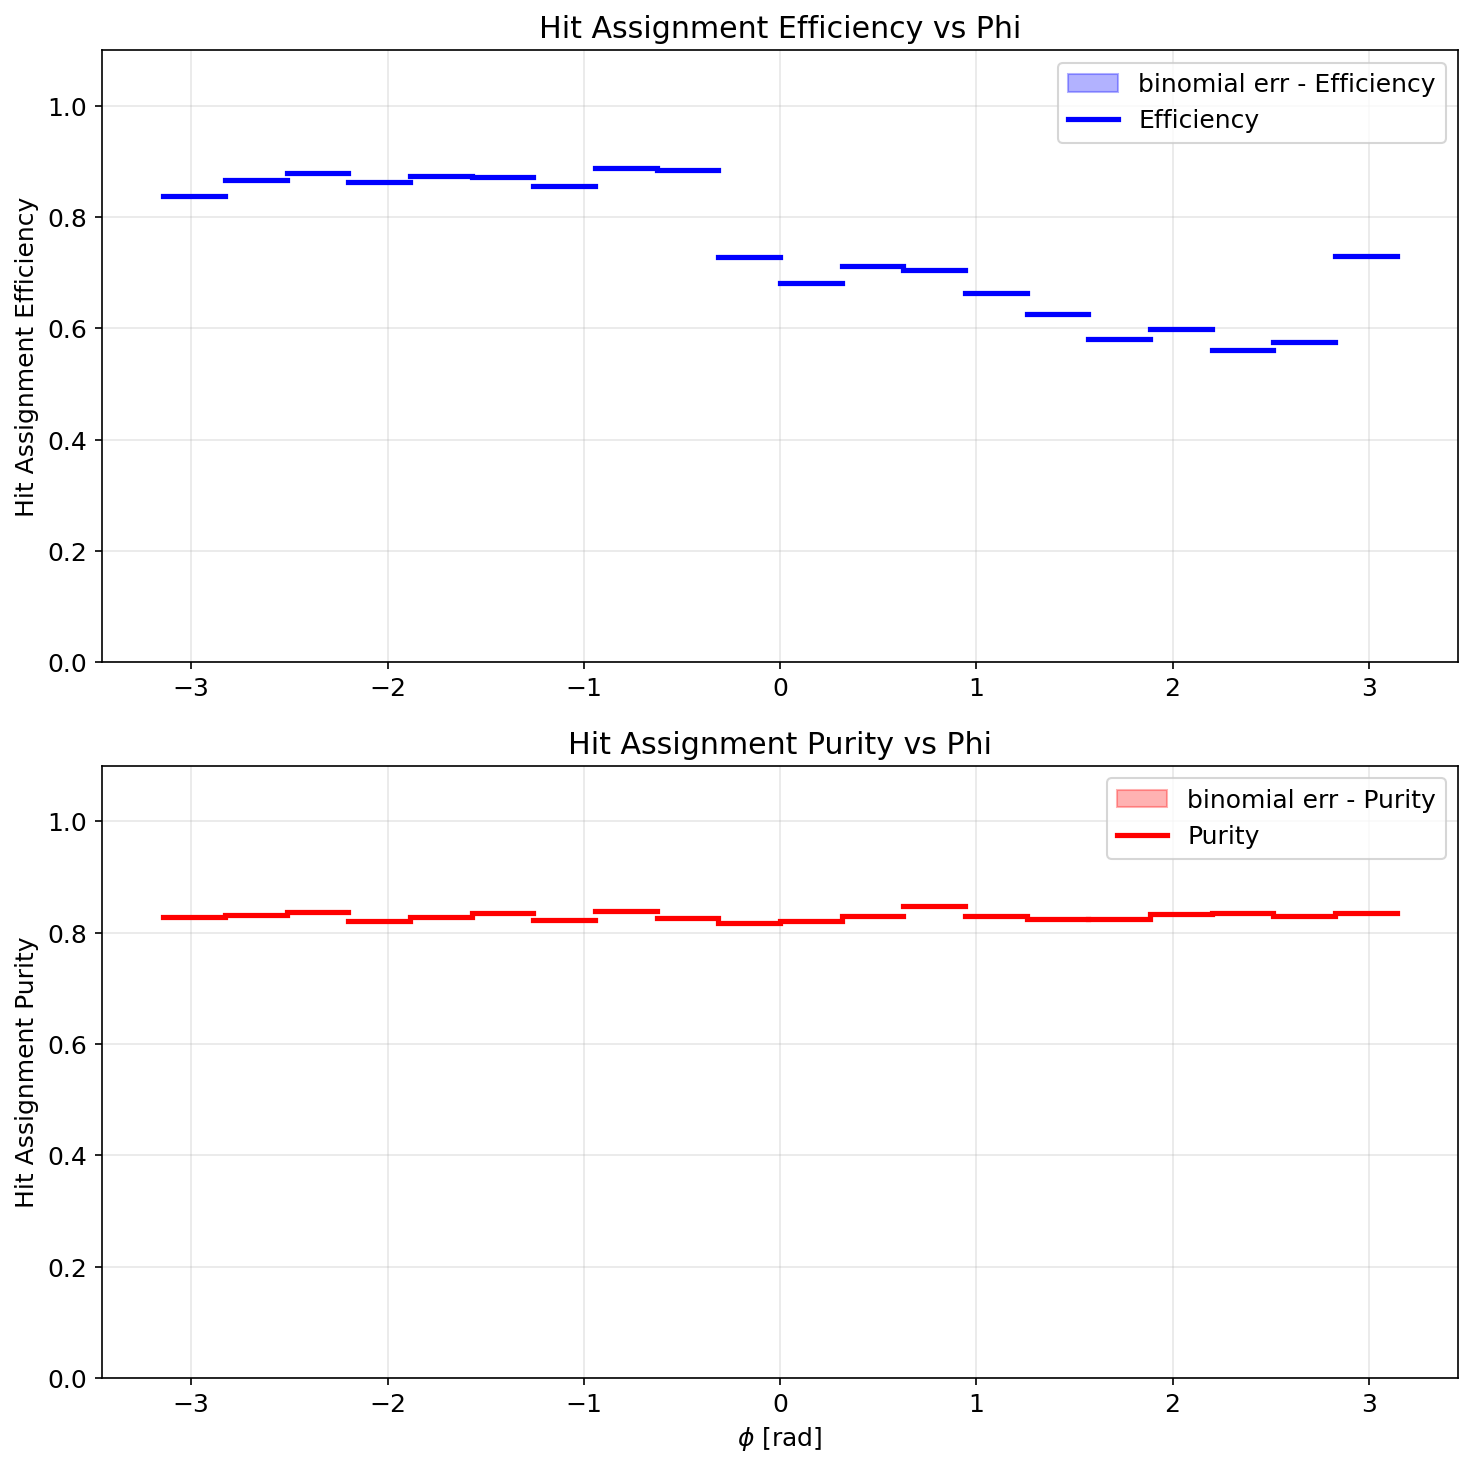 Hit Assignment Efficiency vs Phi
binomial err - Efficiency
Efficiency
Hit Assignment Efficiency
1.0
0.8
0.6
0.4
0.2
0.0
−3 −2 −1 0 1 2 3
Hit Assignment Purity vs Phi
binomial err - Purity
Purity
Hit Assignment Purity
1.0
0.8
0.6
0.4
0.2
0.0
−3 −2 −1 0 1 2 3
ϕ [rad]